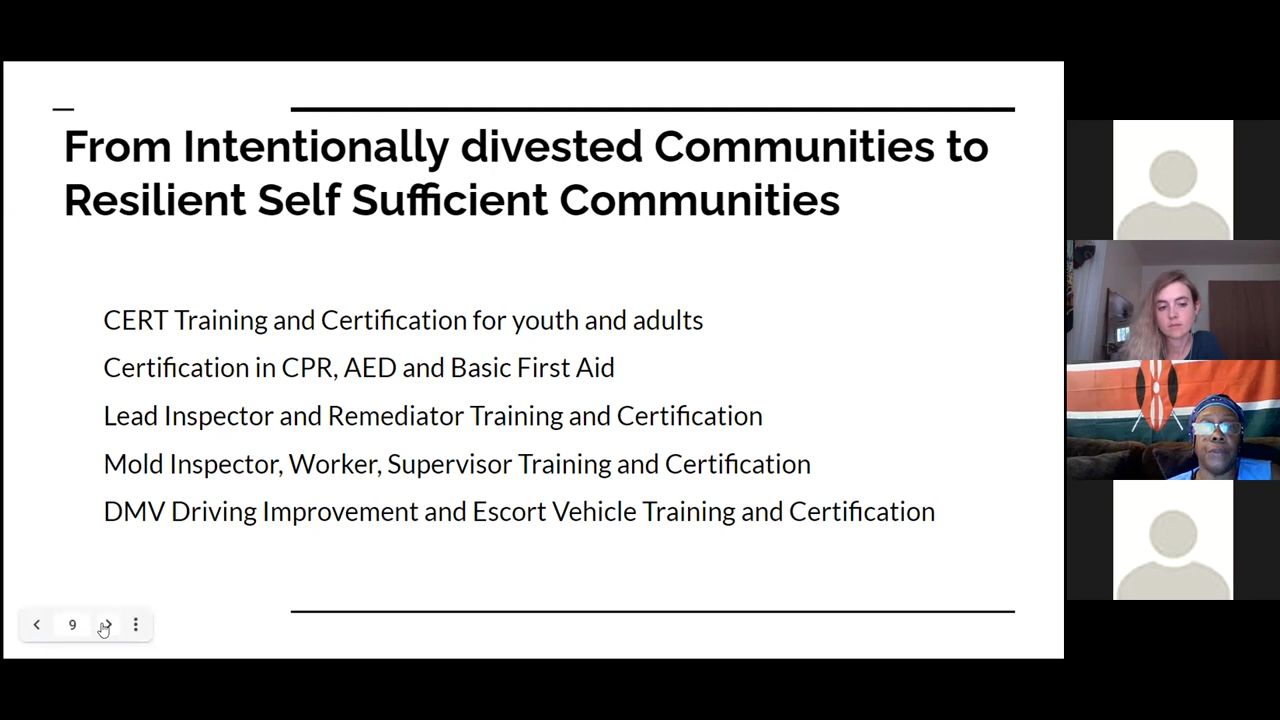 From Intentionally divested Communities to
Resilient Self Sufficient Communities
CERT Training and Certification for youth and adults
Certification in CPR, AED and Basic First Aid
Lead Inspector and Remediator Training and Certification
Mold Inspector, Worker, Supervisor Training and Certification
DMV Driving Improvement and Escort Vehicle Training and Certification
9